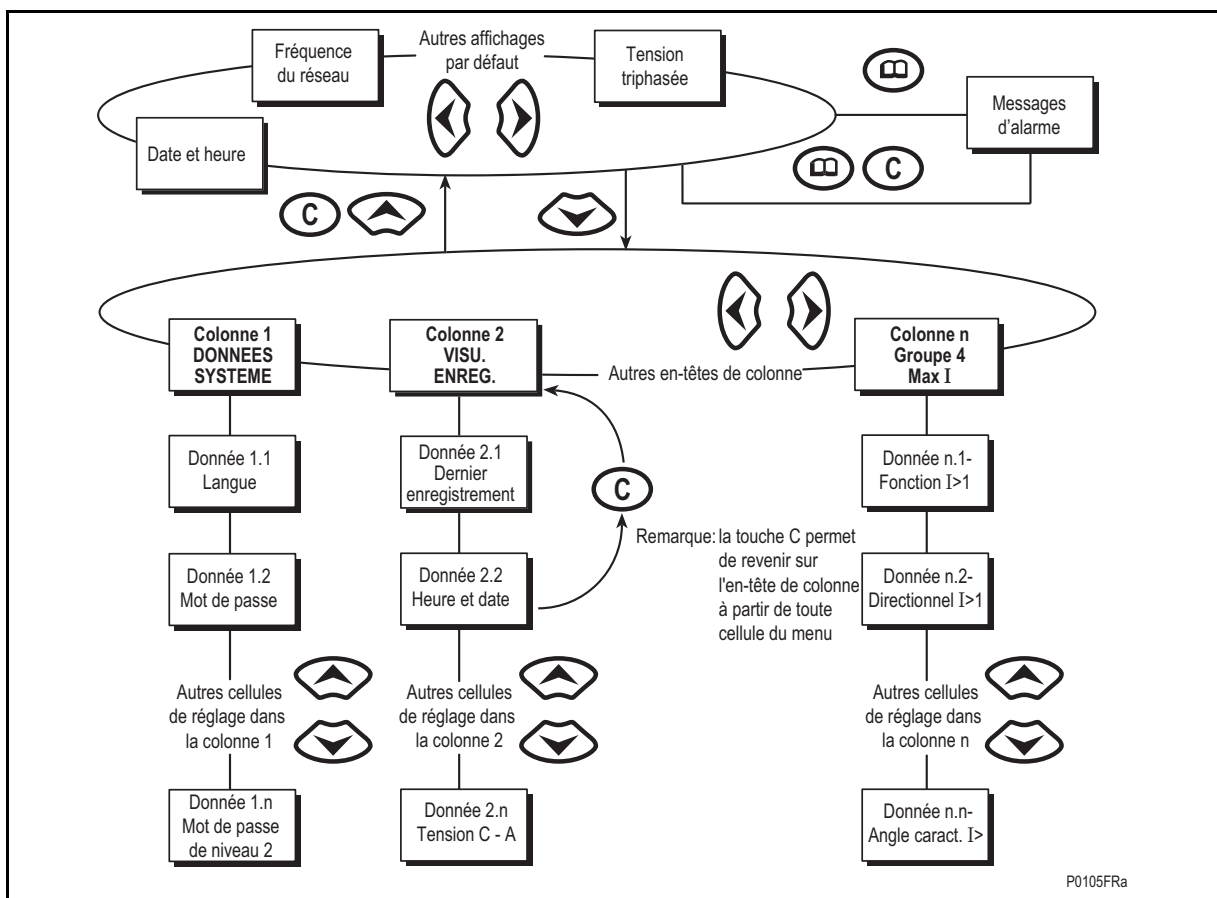 Fréquence
du réseau
Autres affichages
par défaut
Tension
triphasée
Messages
d'alarme
Date et heure
C
C
Colonne 1
DONNEES
SYSTEME
Colonne 2
VISU.
ENREG.
Autres en-têtes de colonne
Colonne n
Groupe 4
Max I
Donnée 1.1
Langue
Donnée 2.1
Dernier
enregistrement
C
Donnée n.1-
Fonction I>1
Donnée 1.2
Mot de passe
Donnée 2.2
Heure et date
Remarque: la touche C permet
de revenir sur
l'en-tête de colonne
à partir de toute
cellule du menu
Donnée n.2-
Directionnel I>1
Autres cellules
de réglage dans
la colonne 1
Autres cellules
de réglage dans
la colonne 2
Autres cellules
de réglage dans
la colonne n
Donnée 1.n
Mot de passe
de niveau 2
Donnée 2.n
Tension C - A
Donnée n.n-
Angle caract. I>
P0105FRa